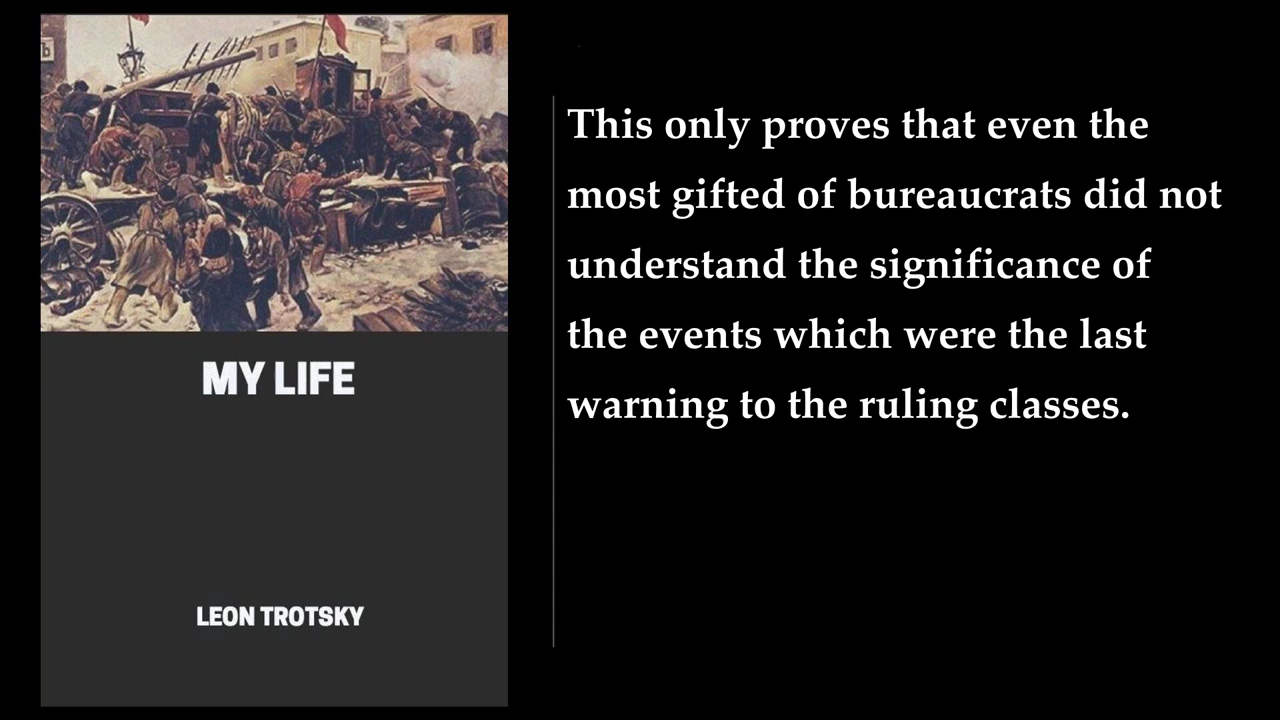 Ъ
MY LIFE
LEON TROTSKY
This only proves that even the
most gifted of bureaucrats did not
understand the significance of
the events which were the last
warning to the ruling classes.